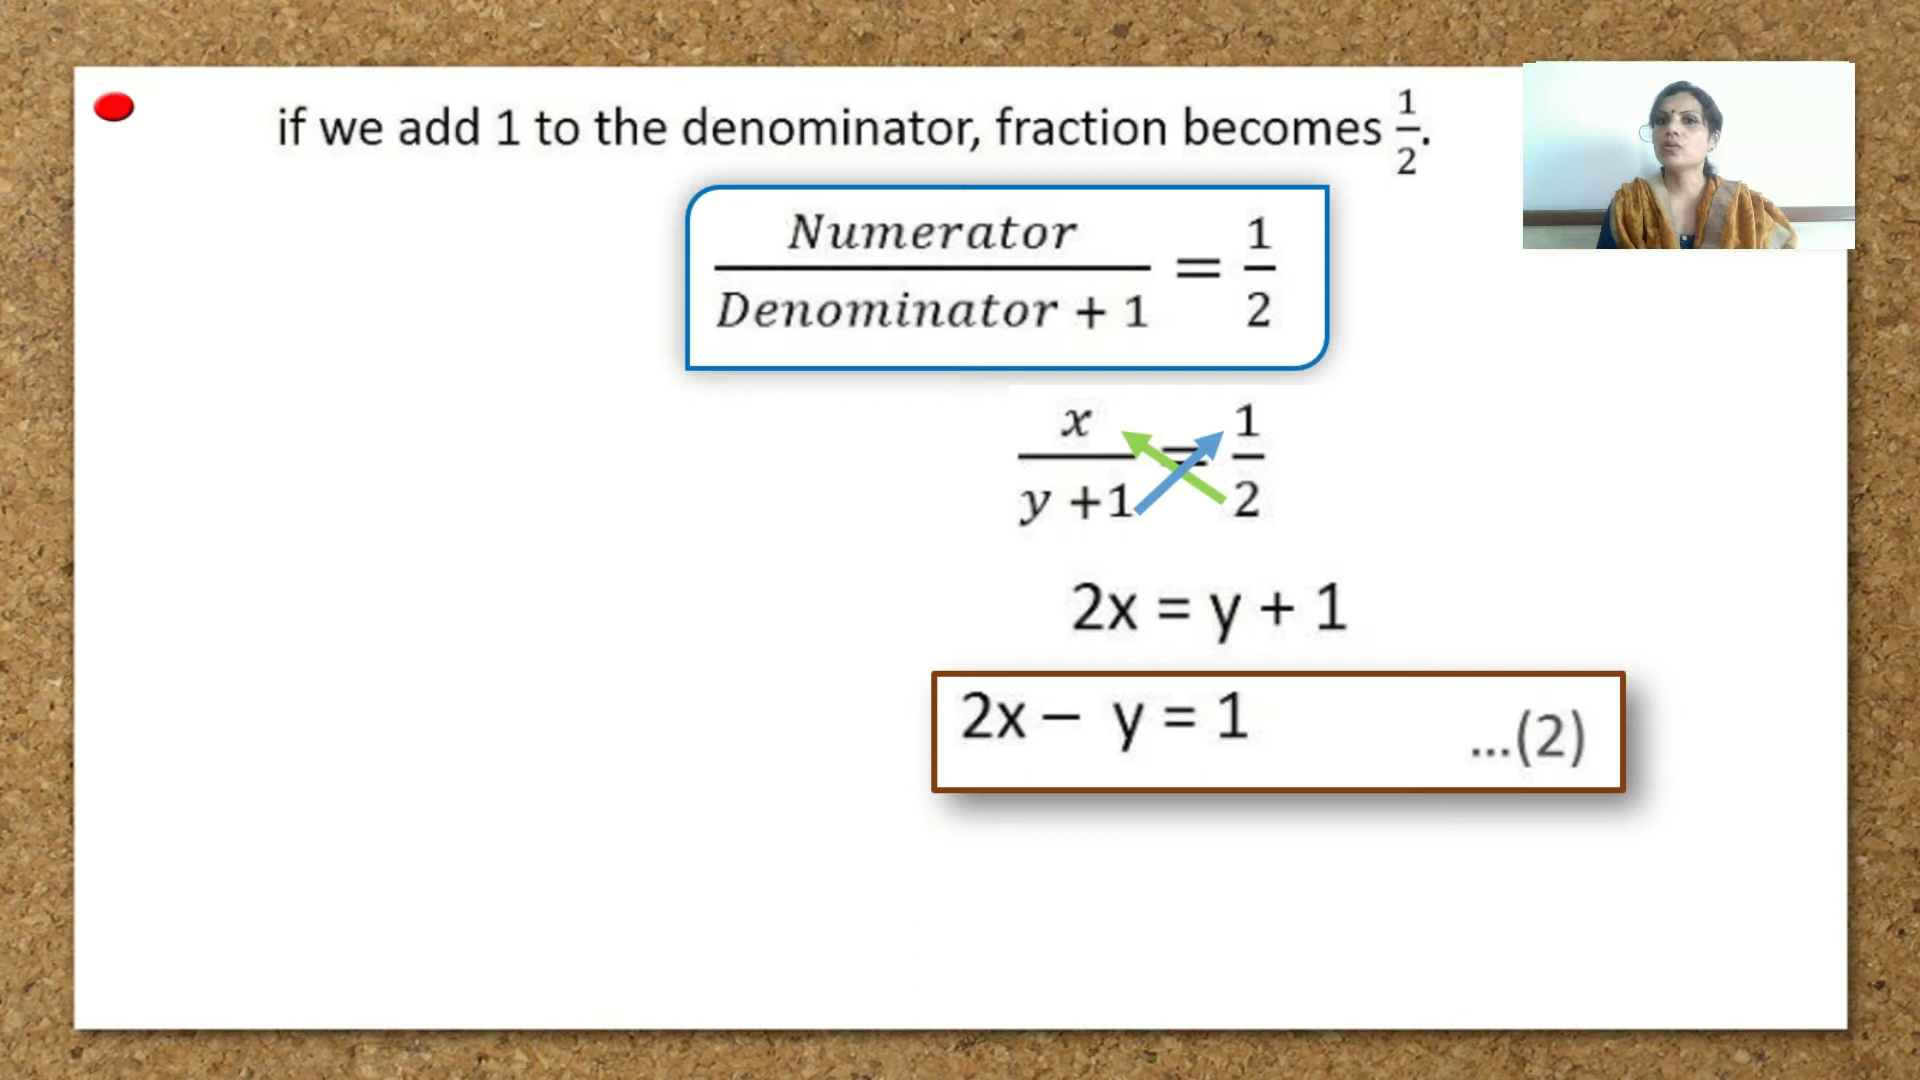 if we add 1 to the denominator, fraction becomes 1/2.
Numerator / Denominator + 1 = 1/2
x / y +1 = 1/2
2x = y + 1
2x – y = 1 ...(2)